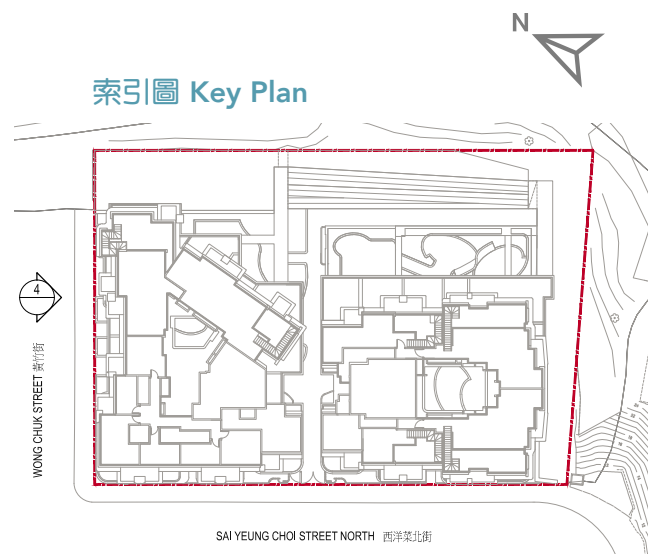 N
索引圖 Key Plan
4
WONG CHUK STREET 黃竹街
SAI YEUNG CHOI STREET NORTH 西洋菜北街